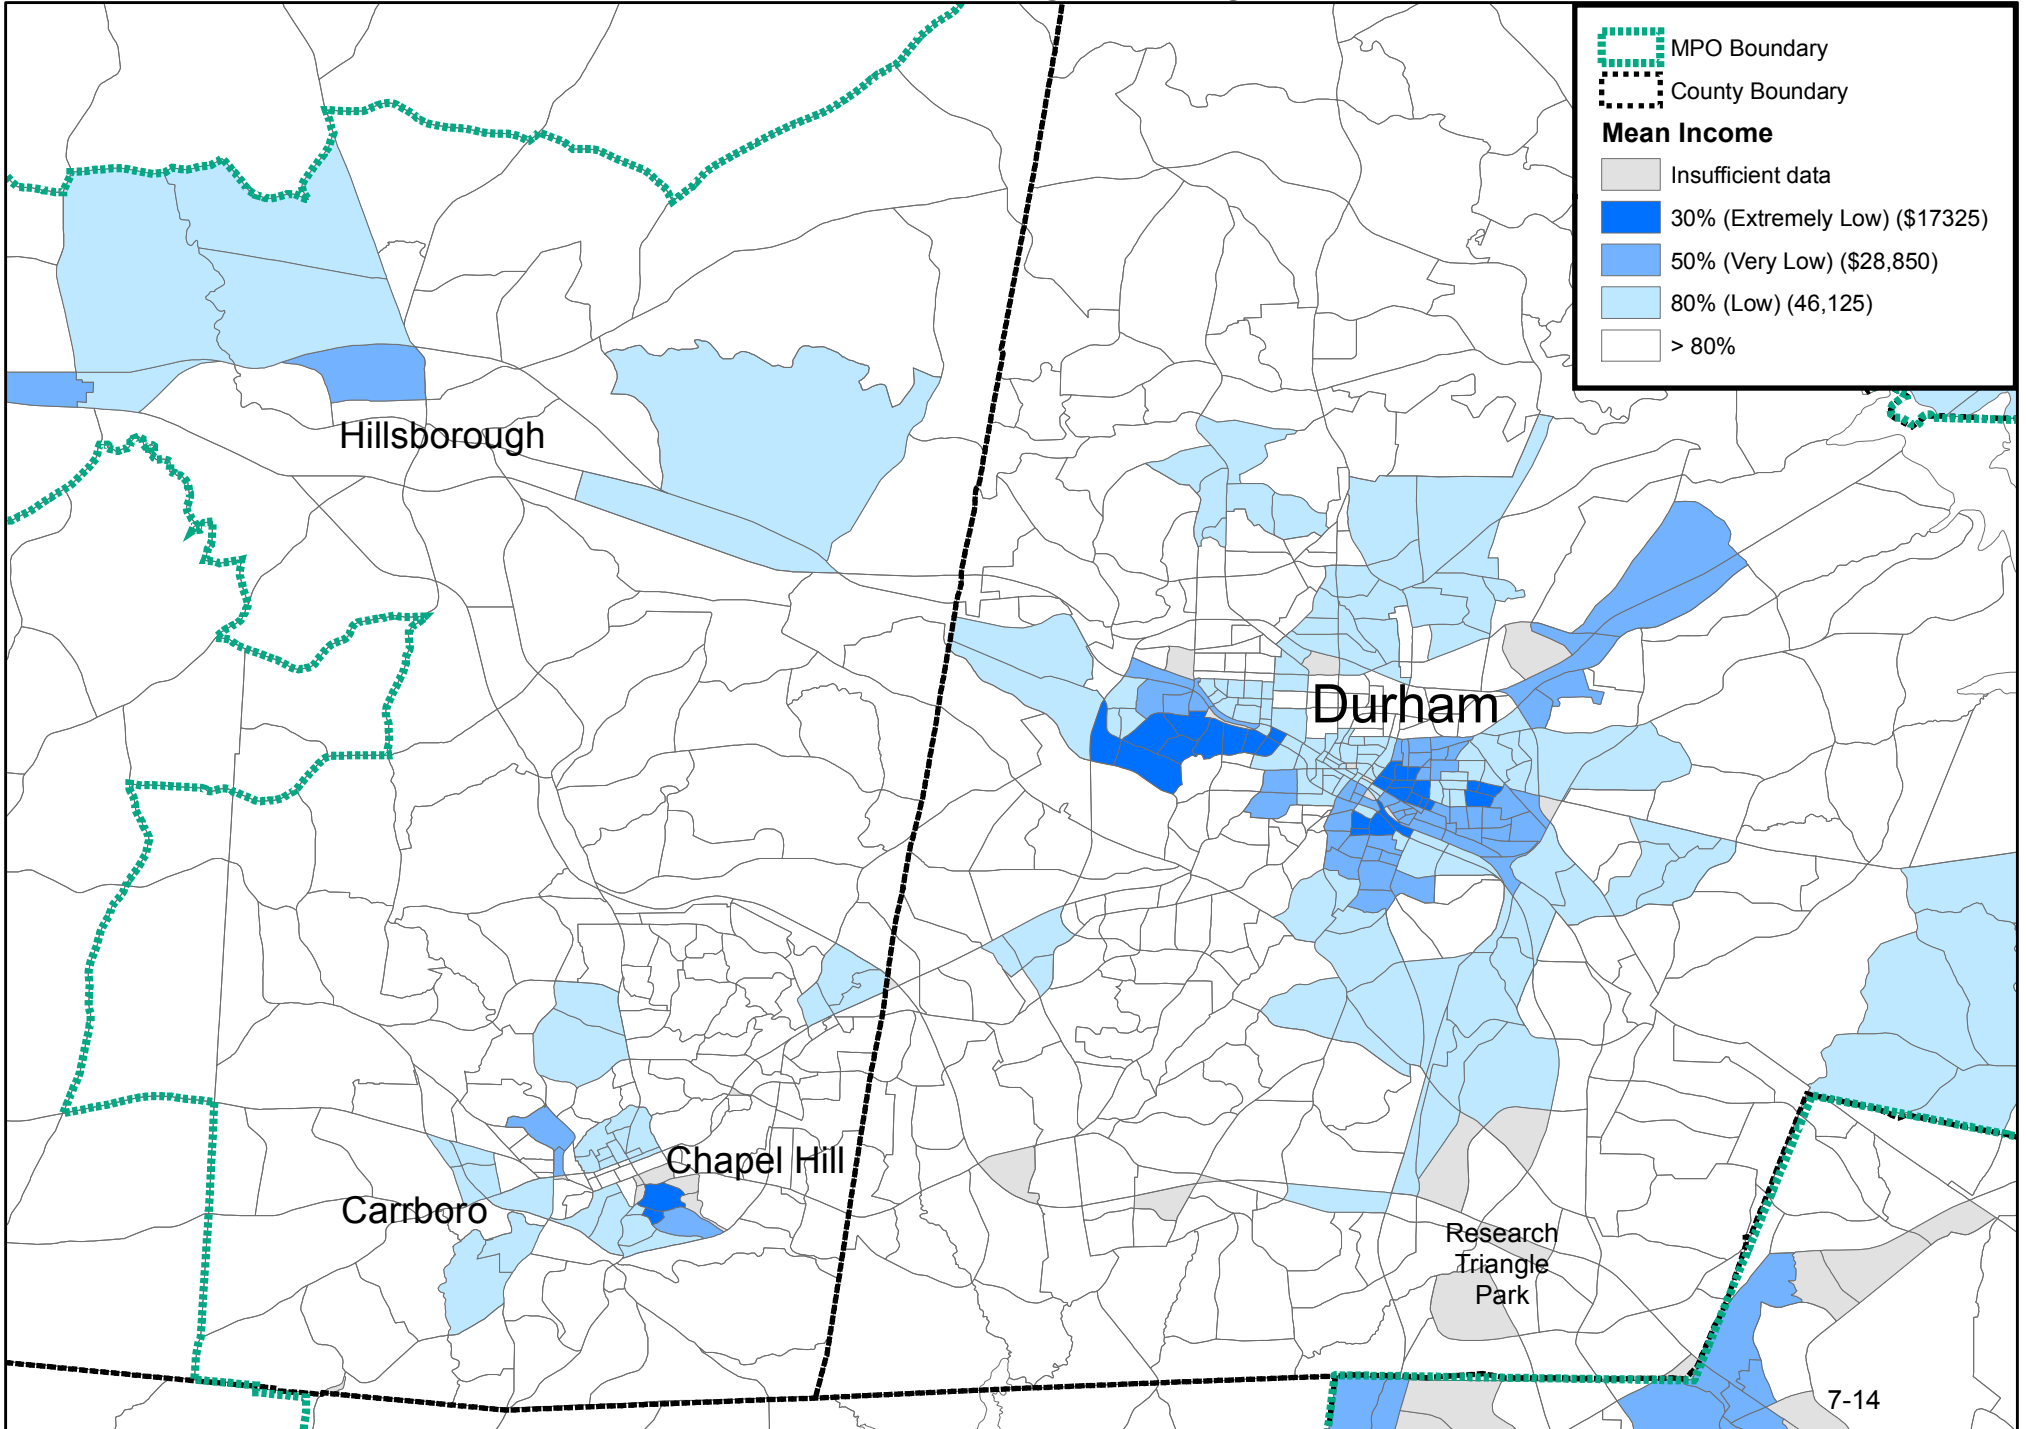 MPO Boundary
County Boundary
Mean Income
Insufficient data
30% (Extremely Low) ($17325)
50% (Very Low) ($28,850)
80% (Low) (46,125)
> 80%
Hillsborough
Durham
Chapel Hill
Carrboro
Research
Triangle
Park
7-14